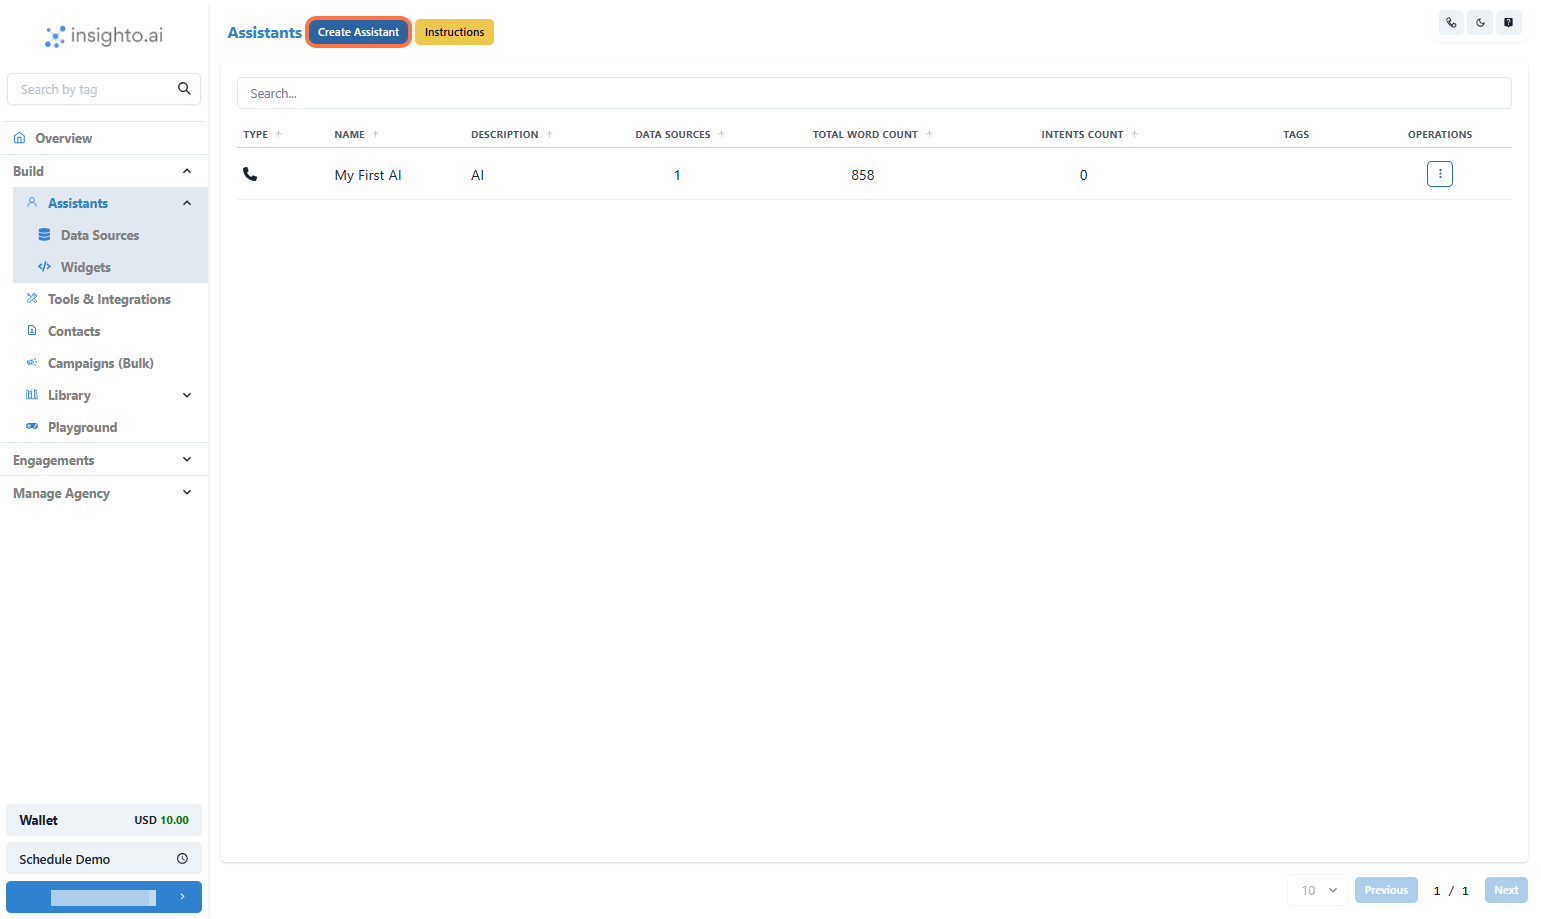 insighto.ai
Search by tag
Overview
Build
Assistants
Data Sources
Widgets
Tools & Integrations
Contacts
Campaigns (Bulk)
Library
Playground
Engagements
Manage Agency
Wallet USD 10.00
Schedule Demo
Assistants Create Assistant Instructions
Search...
TYPE NAME DESCRIPTION DATA SOURCES TOTAL WORD COUNT INTENTS COUNT TAGS OPERATIONS
My First AI AI 1 858 0
10 Previous 1 / 1 Next